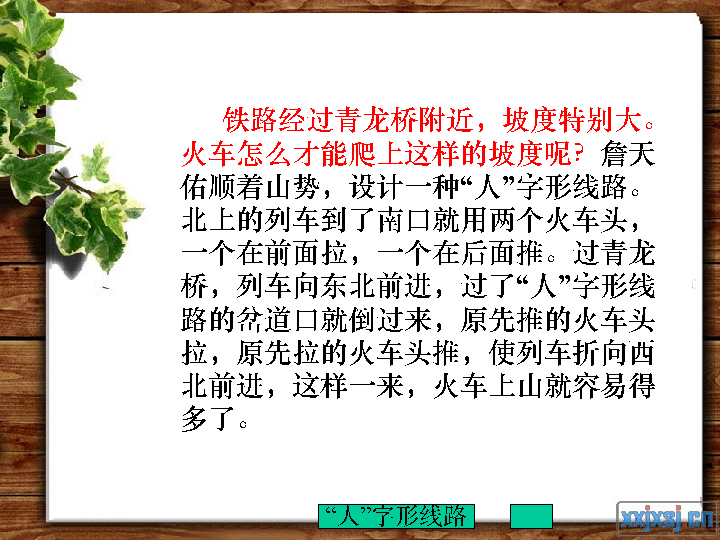 铁路经过青龙桥附近，坡度特别大。
火车怎么才能爬上这样的坡度呢？詹天
佑顺着山势，设计一种“人”字形线路。
北上的列车到了南口就用两个火车头，
一个在前面拉，一个在后面推。过青龙
桥，列车向东北前进，过了“人”字形线
路的岔道口就倒过来，原先推的火车头
拉，原先拉的火车头推，使列车折向西
北前进，这样一来，火车上山就容易得
多了。
“人”字形线路
xxjxsj.cn